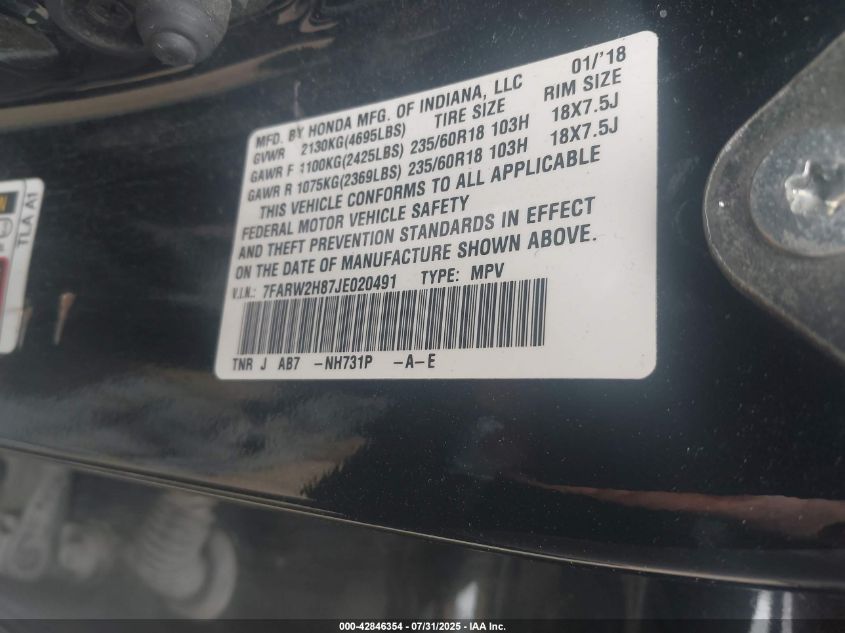 MFD. BY HONDA MFG. OF INDIANA, LLC 01/'18
GVWR 2130KG(4695LBS) TIRE SIZE RIM SIZE
GAWR F 1100KG(2425LBS) 235/60R18 103H 18X7.5J
GAWR R 1075KG(2369LBS) 235/60R18 103H 18X7.5J
THIS VEHICLE CONFORMS TO ALL APPLICABLE
FEDERAL MOTOR VEHICLE SAFETY
AND THEFT PREVENTION STANDARDS IN EFFECT
ON THE DATE OF MANUFACTURE SHOWN ABOVE.
V.I.N.: 7FARW2H87JE020491 TYPE: MPV
TNR J AB7 -NH731P -A-E
TLA A1
000-42846354 - 07/31/2025 - IAA Inc.